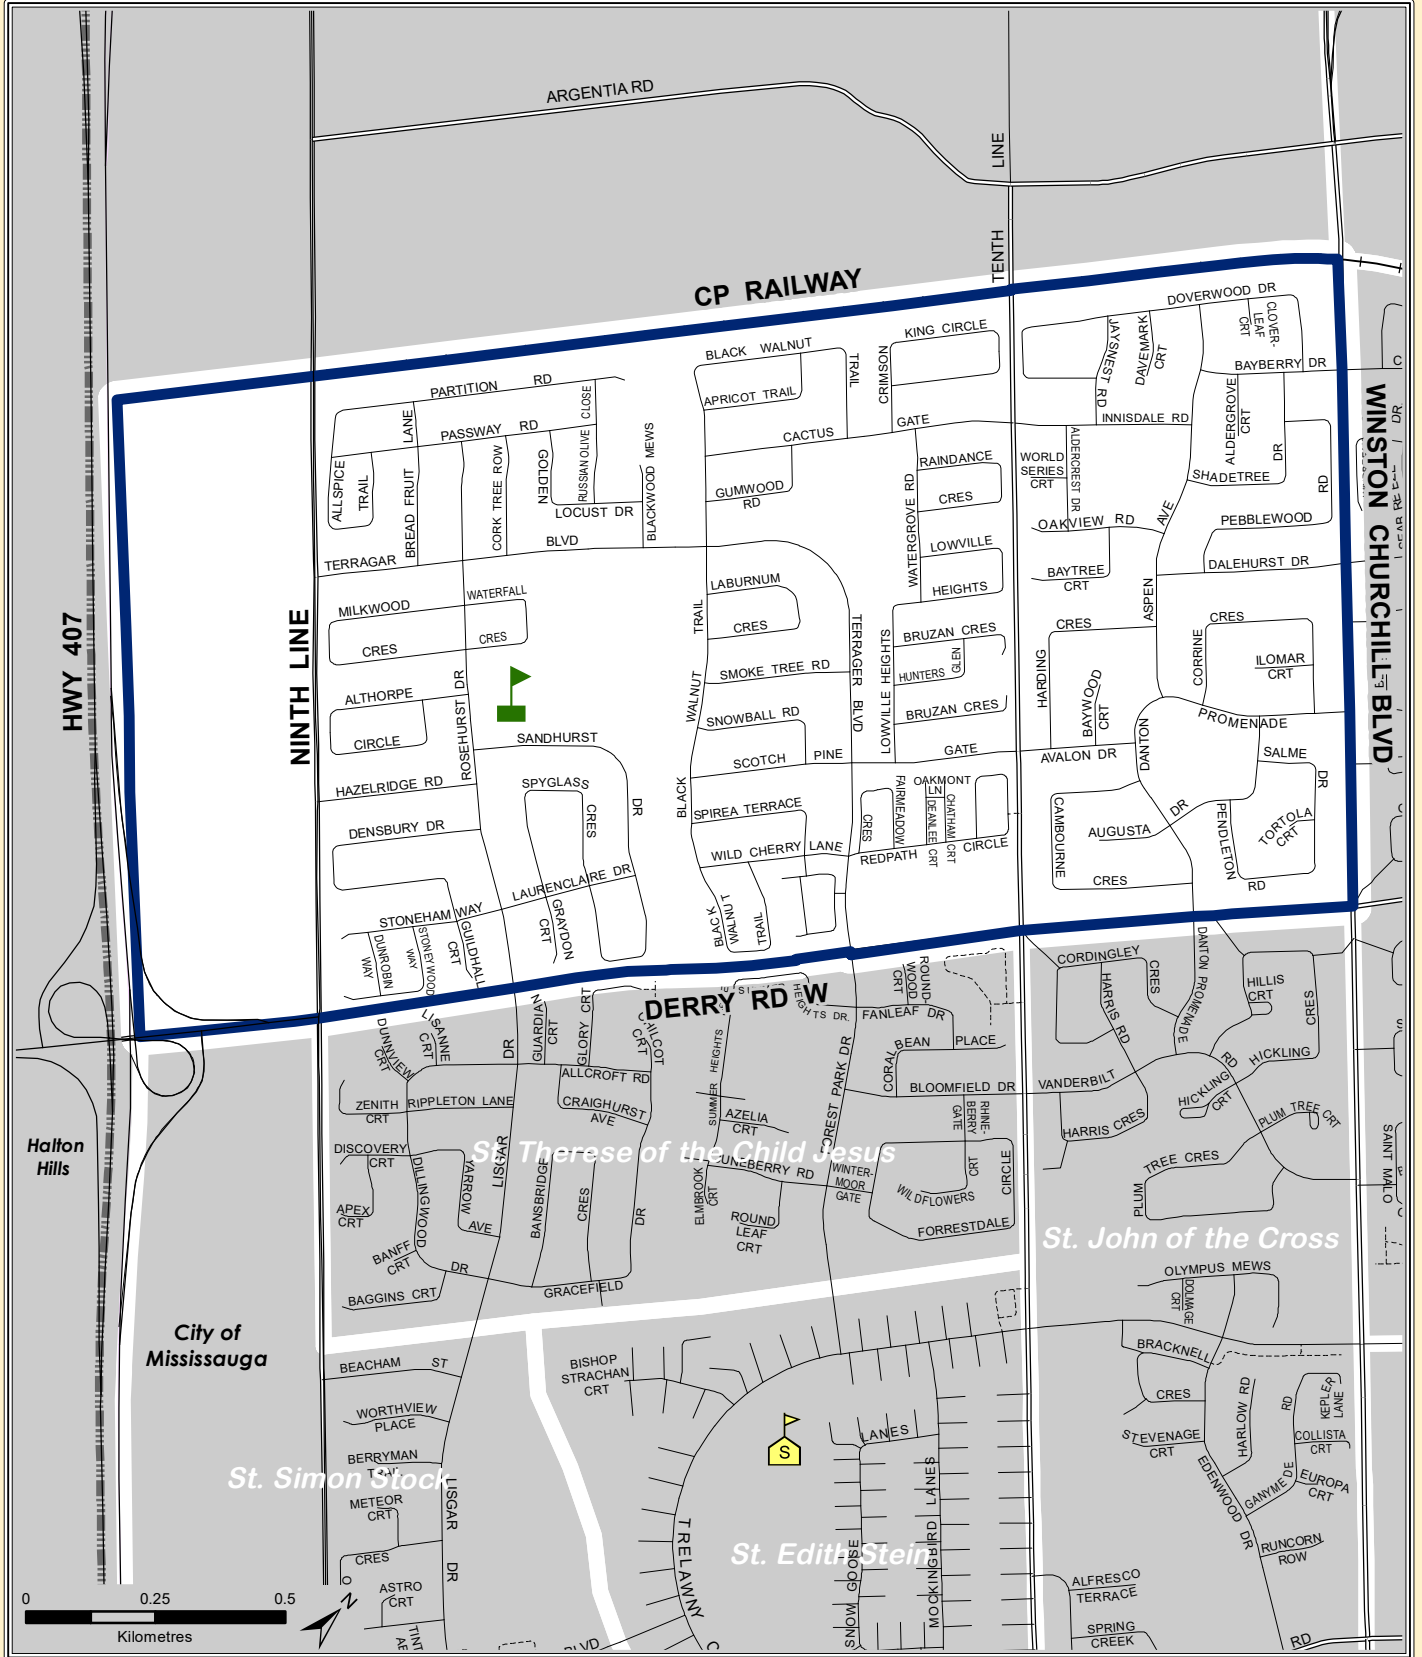 ARGENTIA RD
TENTH LINE
CP RAILWAY
HWY 407
NINTH LINE
WINSTON CHURCHILL BLVD
DERRY RD W
DOVERWOOD DR
CLOVER-
LEAF
CRT
JAYSNEST RD
DAVEMARK
CRT
BAYBERRY DR
KING CIRCLE
CRIMSON
BLACK WALNUT
TRAIL
APRICOT TRAIL
PARTITION RD
PASSWAY RD
LANE
BREAD FRUIT
ALLSPICE
TRAIL
CORK TREE ROW
GOLDEN
RUSSIAN OLIVE CLOSE
LOCUST DR
BLACKWOOD MEWS
CACTUS GATE
INNISDALE RD
ALDERGROVE
CRT
WORLD
SERIES
CRT
ALDERCREST DR
SHADETREE
DR
RD
RAINDANCE
CRES
WATERGROVE RD
GUMWOOD
RD
OAKVIEW RD
AVE
PEBBLEWOOD
TERRAGAR BLVD
LOWVILLE
HEIGHTS
BAYTREE
CRT
DALEHURST DR
ASPEN
MILKWOOD
CRES
WATERFALL
CRES
LABURNUM
CRES
TRAIL
TERRAGER BLVD
BRUZAN CRES
HUNTERS GLEN
LOWVILLE HEIGHTS
CRES
HARDING
CRES
CORRINE
ILOMAR
CRT
SMOKE TREE RD
WALNUT
ALTHORPE
CIRCLE
ROSEHURST DR
SNOWBALL RD
BRUZAN CRES
BAYWOOD
CRT
PROMENADE
DANTON
SANDHURST
DR
SCOTCH PINE GATE
AVALON DR
SALME
DR
BLACK
HAZELRIDGE RD
SPYGLASS
CRES
OAKMONT
LN
FAIRMEADOW
CRES
DEANLEE CRT
CHATHAM CRT
REDPATH CIRCLE
CAMBOURNE
CRES
AUGUSTA DR
PENDLETON
RD
TORTOLA
CRT
DENSBURY DR
SPIREA TERRACE
WILD CHERRY LANE
LAURENCLAIRE DR
STONEHAM WAY
BLACK
WALNUT
TRAIL
GRAYDON
CRT
GUILDHALL
CRT
STONEYWOOD
WAY
DUNROBIN
WAY
CORDINGLEY
CRES
HARRIS RD
DANTON PROMENADE
HILLIS
CRT
CRES
HICKLING
RD
ROUND-
WOOD
CRT
HEIGHTS DR.
FANLEAF DR
LISANNE
CRT
DUNNVIEW
CRT
DR
GUARDIAN
CRT
GLORY CRT
CRT
ALLCROFT RD
SUMMER HEIGHTS
FOREST PARK DR
CORAL
BEAN PLACE
BLOOMFIELD DR
VANDERBILT
HICKLING
CRT
PLUM TREE CRT
ZENITH
CRT
RIPPLETON LANE
CRAIGHURST
AVE
AZELIA
CRT
RHINE-
BERRY
GATE
HARRIS CRES
Halton
Hills
DISCOVERY
CRT
LISGAR
St. Therese of the Child Jesus
TREE CRES
PLUM
SAINT MALO
DILLINGWOOD
YARROW
AVE
BANSBRIDGE
CRES
DR
ELMBROOK
CRT
WINTER-
MOOR
GATE
CRT
CIRCLE
WILDFLOWERS
FORRESTDALE
APEX
CRT
ROUND
LEAF
CRT
St. John of the Cross
BANFF
CRT
DR
GRACEFIELD
BAGGINS CRT
OLYMPUS MEWS
DOLMAGE
CRT
City of
Mississauga
BEACHAM ST
BISHOP
STRACHAN
CRT
BRACKNELL
CRES
WORTHVIEW
PLACE
HARLOW RD
RD
KEPLER
LANE
S
LANES
STEVENAGE
CRT
COLLISTA
CRT
BERRYMAN
St. Simon Stock
EDENWOOD DR
GANYMEDE
EUROPA
CRT
METEOR
CRT
LISGAR
DR
TRELAWNY
St. Edith Stein
SNOW GOOSE
MOCKINGBIRD LANES
RUNCORN
ROW
CRES
ASTRO
CRT
ALFRESCO
TERRACE
0 0.25 0.5
Kilometres
N
BLVD
SPRING
CREEK
RD